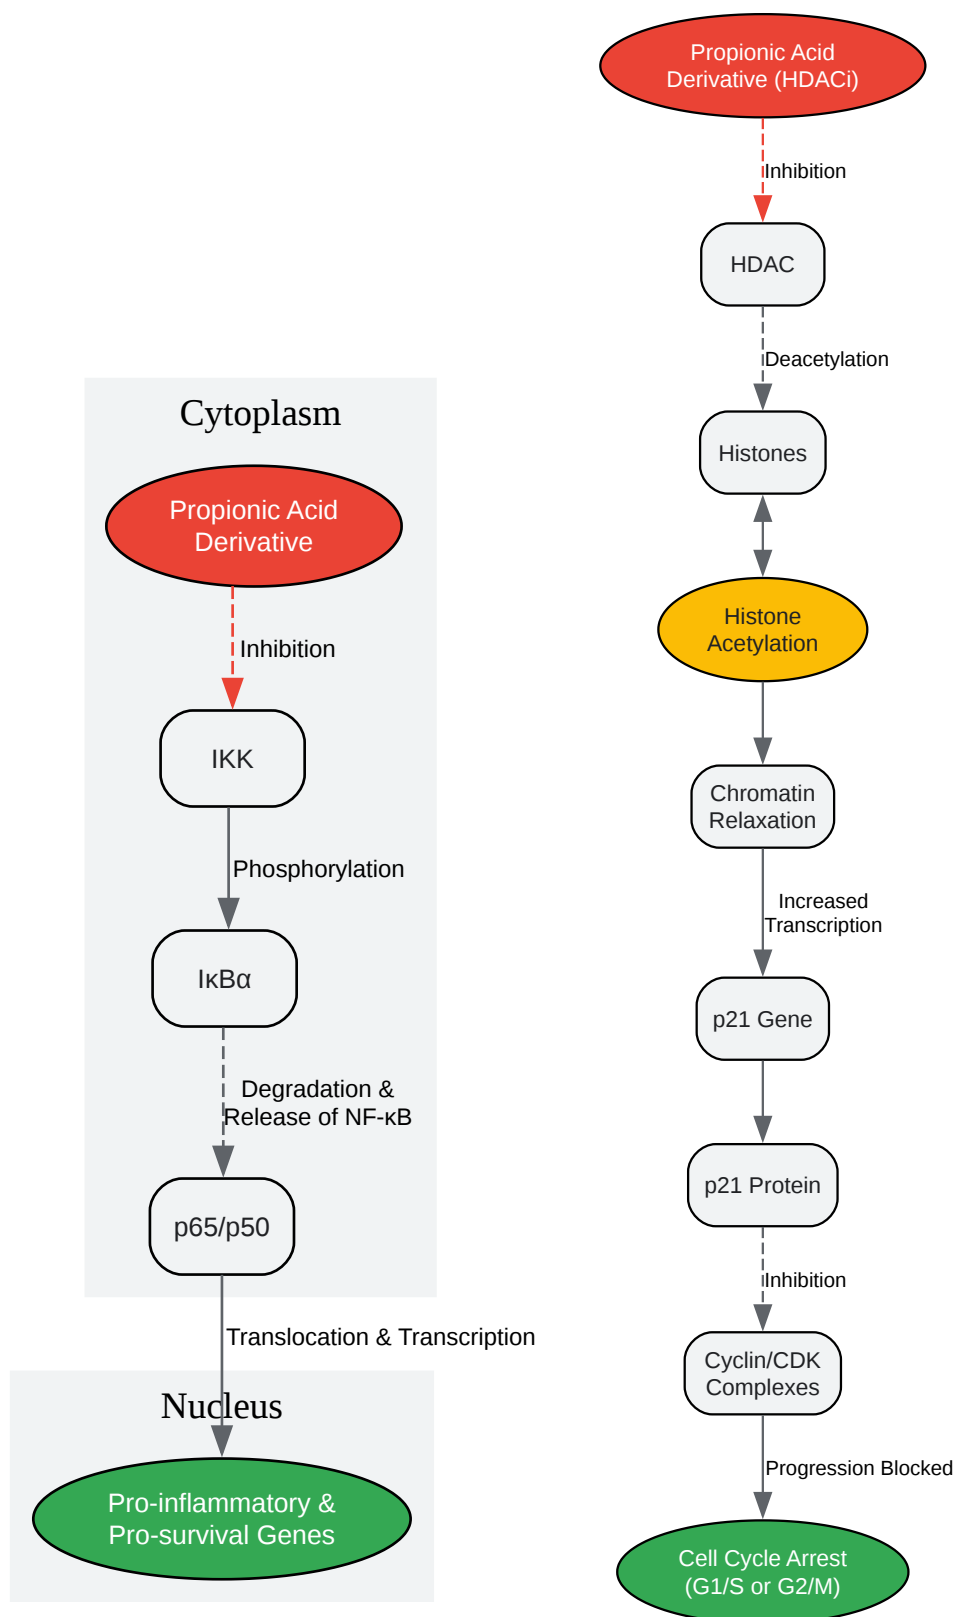 Cytoplasm
Propionic Acid
Derivative
Inhibition
IKK
Phosphorylation
IκBα
Degradation &
Release of NF-κB
p65/p50
Translocation & Transcription
Nucleus
Pro-inflammatory &
Pro-survival Genes
Propionic Acid
Derivative (HDACi)
Inhibition
HDAC
Deacetylation
Histones
Histone
Acetylation
Chromatin
Relaxation
Increased
Transcription
p21 Gene
p21 Protein
Inhibition
Cyclin/CDK
Complexes
Progression Blocked
Cell Cycle Arrest
(G1/S or G2/M)